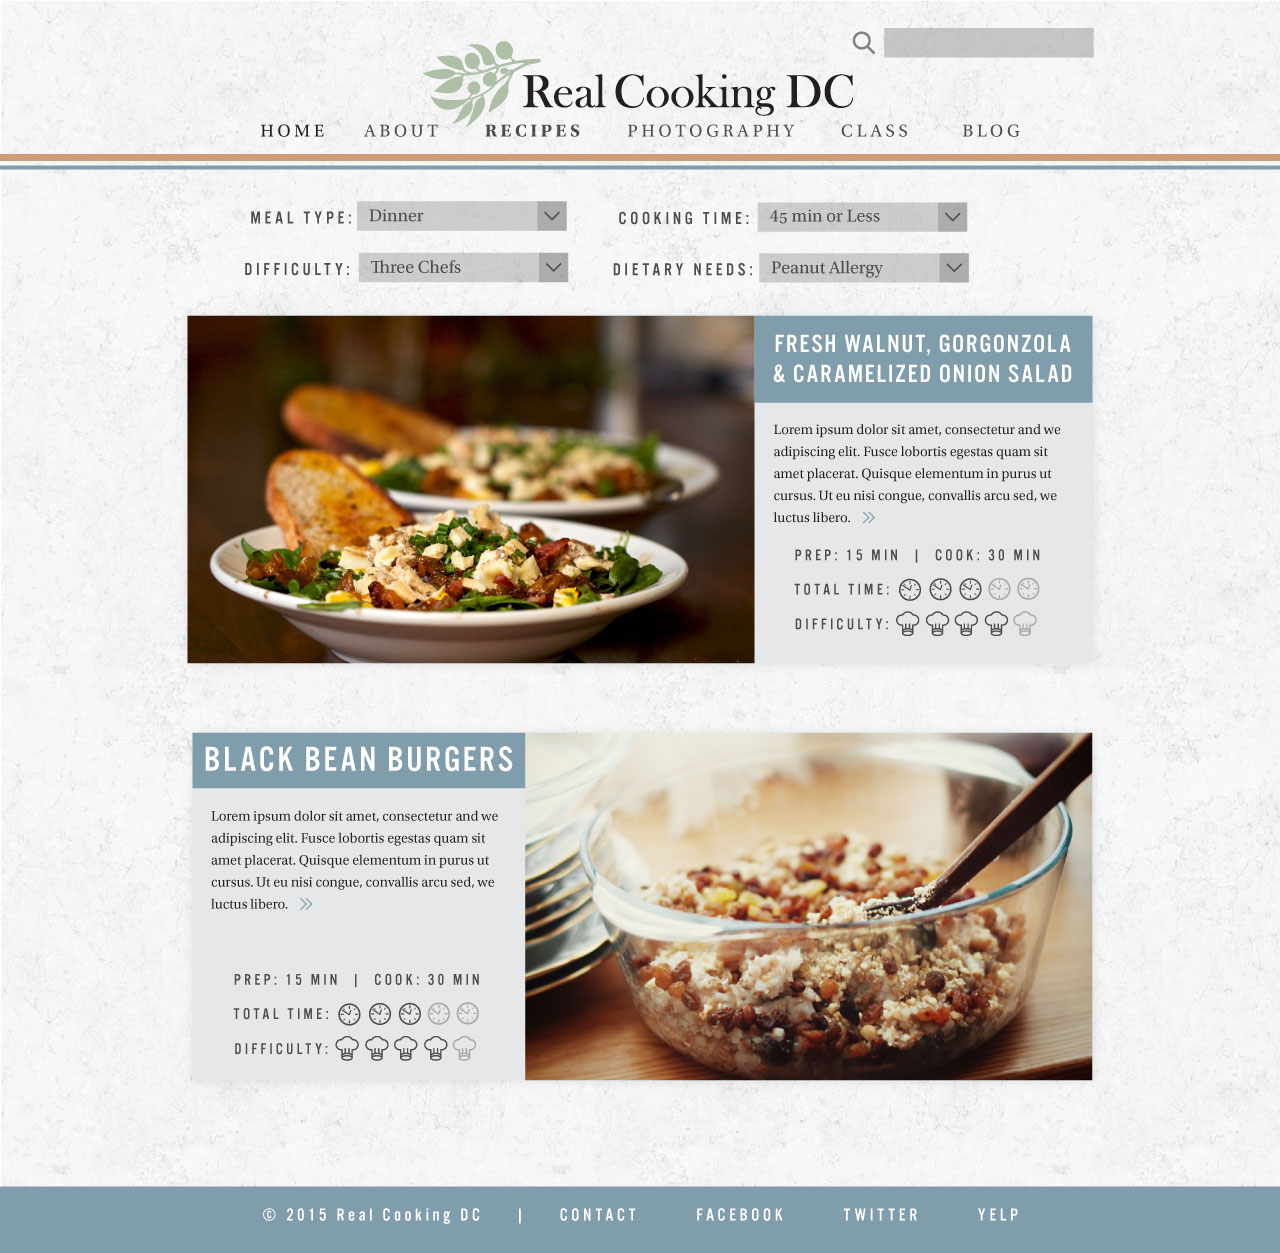 Real Cooking DC
HOME ABOUT RECIPES PHOTOGRAPHY CLASS BLOG
MEAL TYPE: Dinner COOKING TIME: 45 min or Less
DIFFICULTY: Three Chefs DIETARY NEEDS: Peanut Allergy
FRESH WALNUT, GORGONZOLA
& CARAMELIZED ONION SALAD
Lorem ipsum dolor sit amet, consectetur and we
adipiscing elit. Fusce lobortis egestas quam sit
amet placerat. Quisque elementum in purus ut
cursus. Ut eu nisi congue, convallis arcu sed, we
luctus libero.
PREP: 15 MIN | COOK: 30 MIN
TOTAL TIME:
DIFFICULTY:
BLACK BEAN BURGERS
Lorem ipsum dolor sit amet, consectetur and we
adipiscing elit. Fusce lobortis egestas quam sit
amet placerat. Quisque elementum in purus ut
cursus. Ut eu nisi congue, convallis arcu sed, we
luctus libero.
PREP: 15 MIN | COOK: 30 MIN
TOTAL TIME:
DIFFICULTY:
© 2015 Real Cooking DC | CONTACT FACEBOOK TWITTER YELP